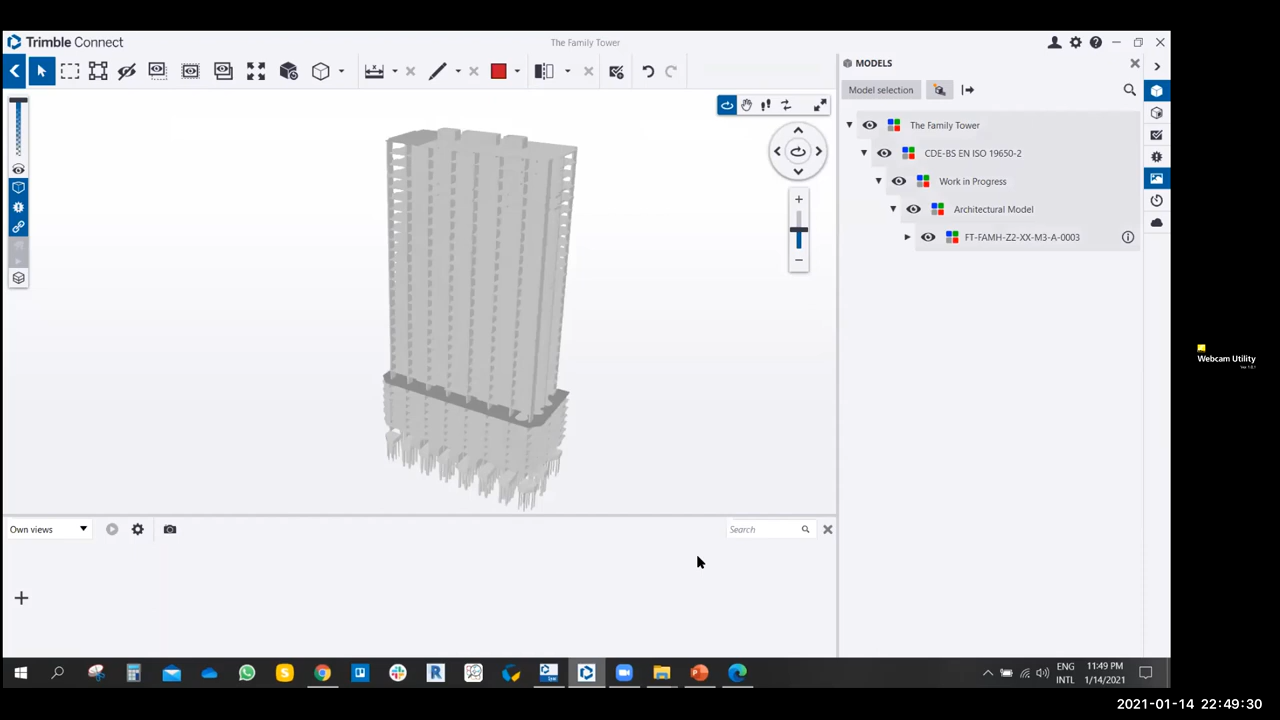 Trimble Connect
The Family Tower
MODELS
Model selection
The Family Tower
CDE-BS EN ISO 19650-2
Work in Progress
Architectural Model
FT-FAMH-Z2-XX-M3-A-0003
Webcam Utility
Own views
Search
ENG
INTL
11:49 PM
1/14/2021
2021-01-14 22:49:30